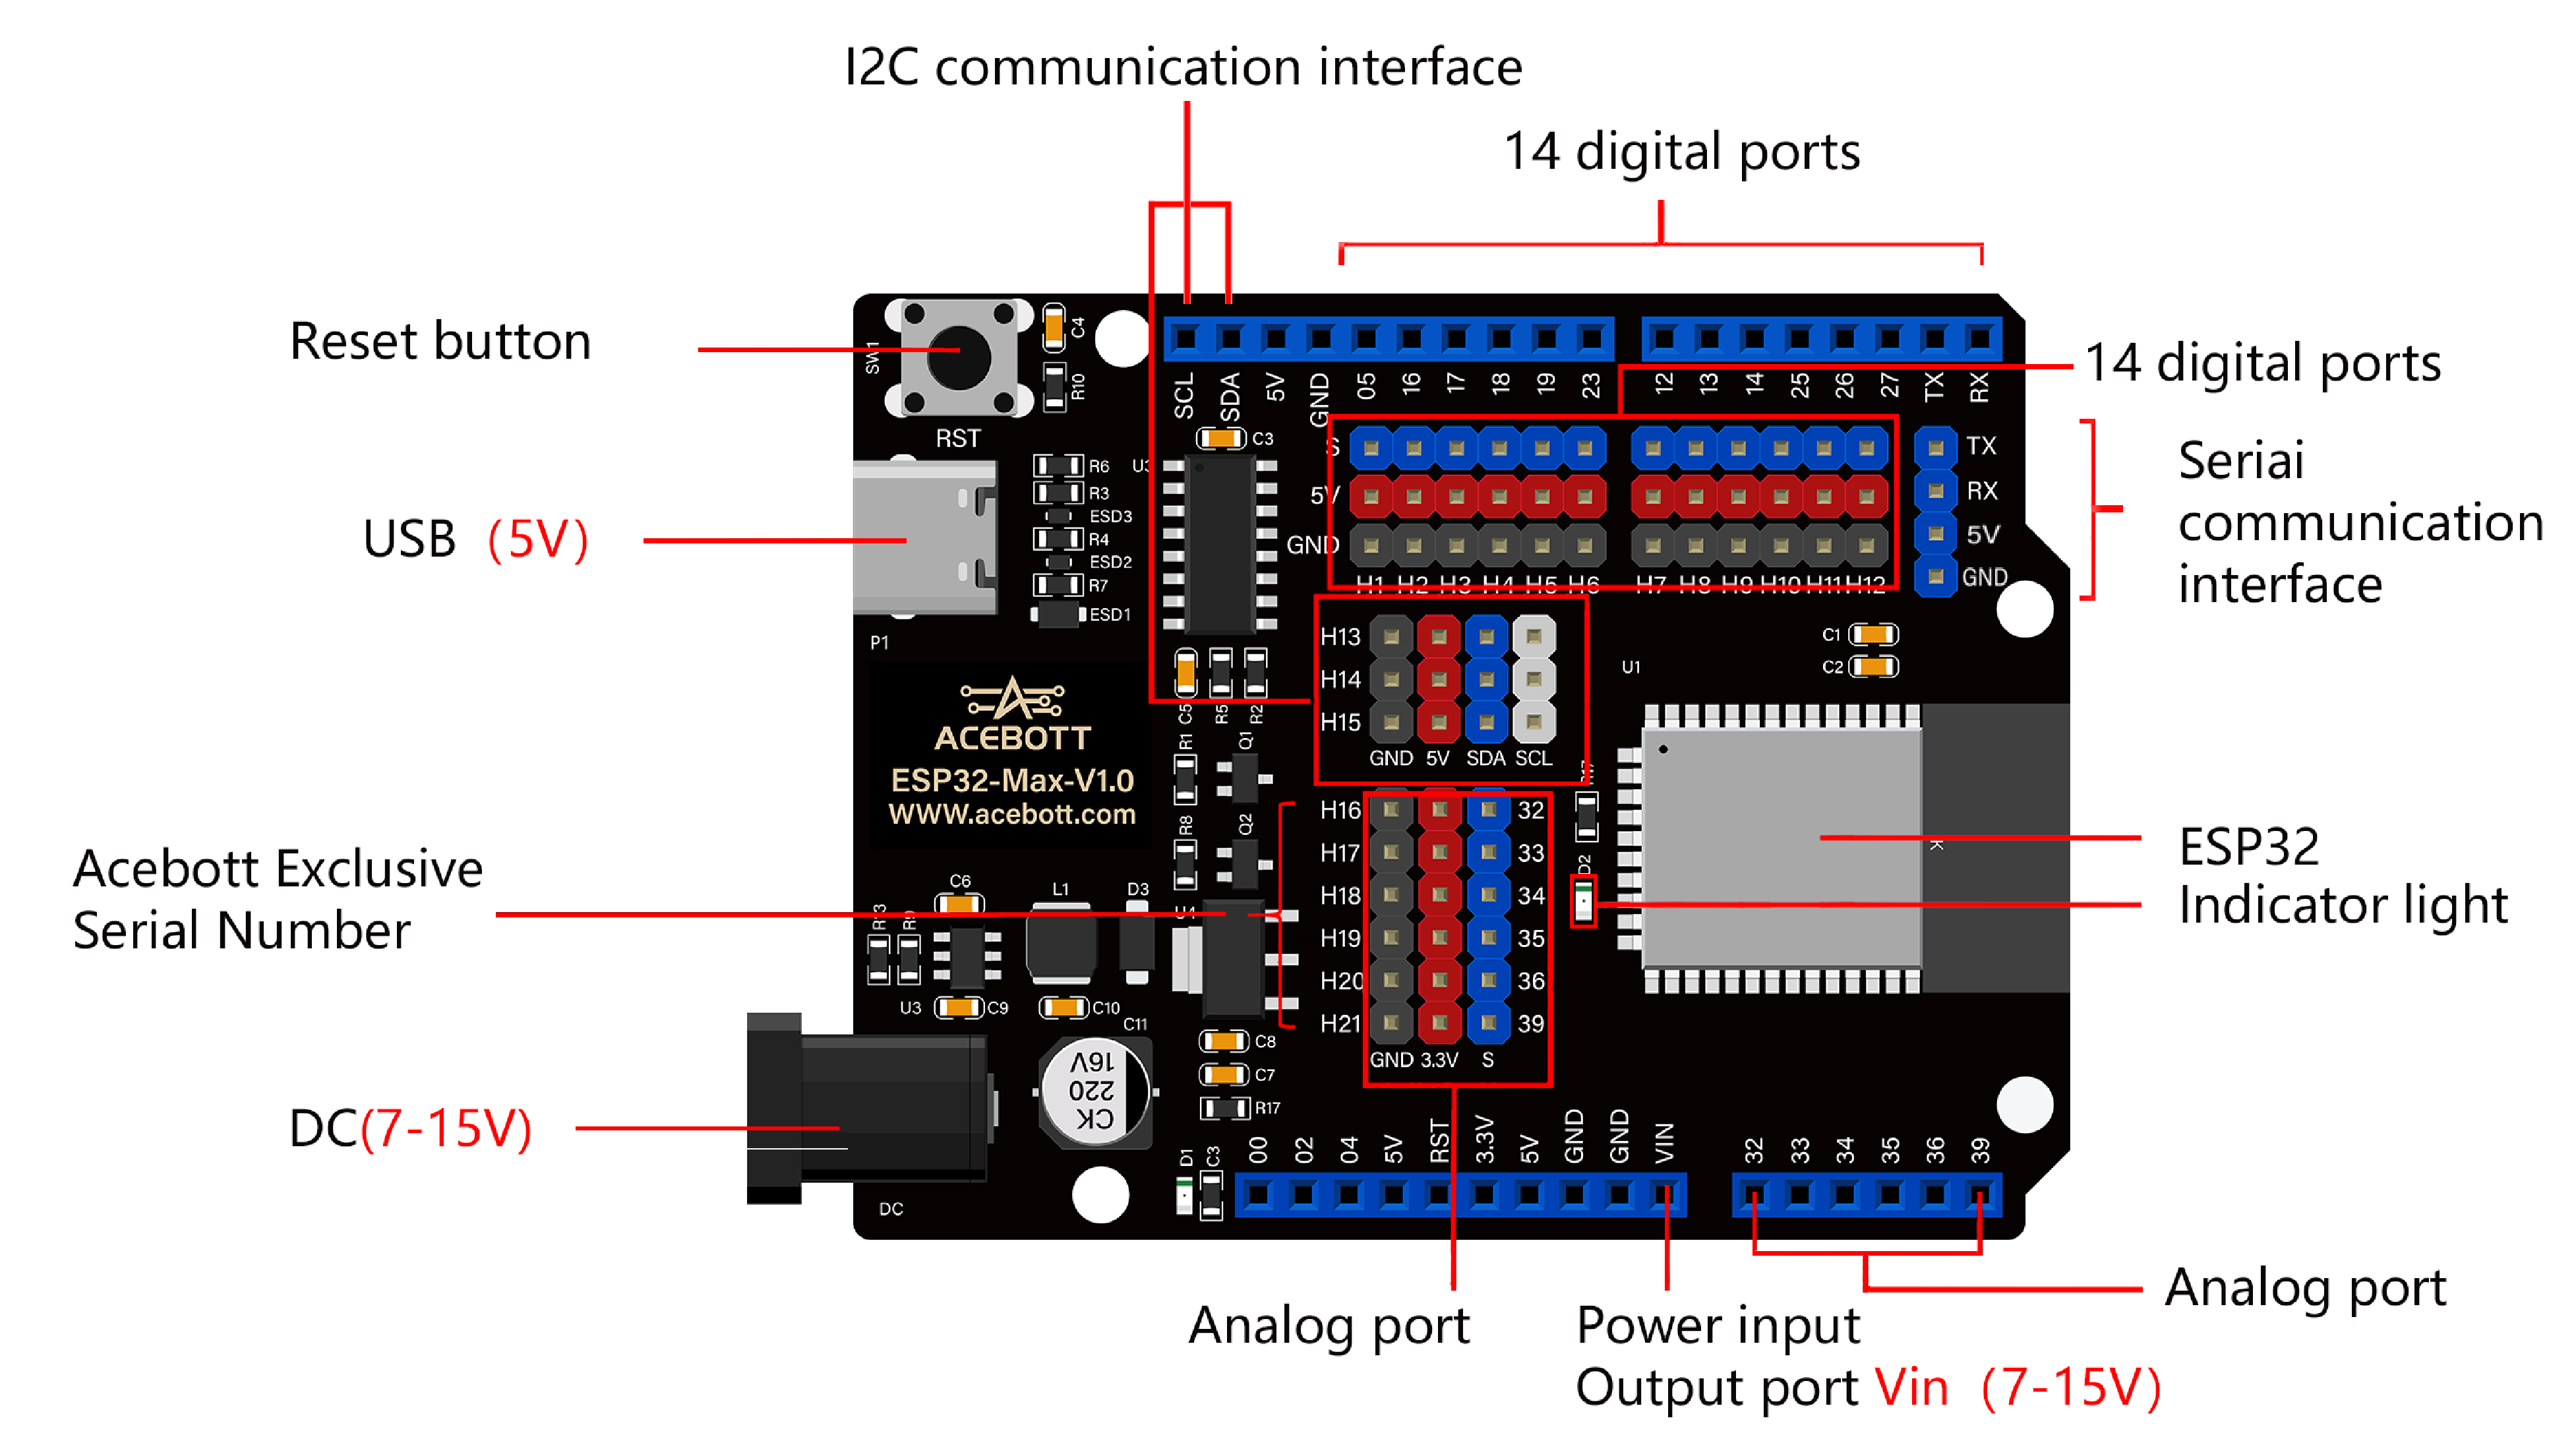 I2C communication interface
14 digital ports
Reset button
14 digital ports
Seriai
communication
interface
USB (5V)
Acebott Exclusive
Serial Number
DC(7-15V)
ESP32
Indicator light
Analog port
Analog port
Power input
Output port Vin (7-15V)
SW1
RST
C4
R10
SCL SDA 5V GND 05 16 17 18 19 23 12 13 14 25 26 27 TX RX
C3
S
5V
GND
H1 H2 H3 H4 H5 H6 H7 H8 H9 H10 H11 H12
TX
RX
5V
GND
R6
R3
ESD3
R4
ESD2
R7
ESD1
P1
H13
H14
H15
GND 5V SDA SCL
C1
C2
U1
ACEBOTT
ESP32-Max-V1.0
WWW.acebott.com
C5 R5 R2
R1 Q1
R8 Q2
R17
D2
K
H16 32
H17 33
H18 34
H19 35
H20 36
H21 39
GND 3.3V S
C6 L1 D3
R13 R9
U3 C9 C10
C11
CK
220
16V
C8
C7
R17
DC
D1 C3
00 02 04 5V RST 3.3V 5V GND GND VIN 32 33 34 35 36 39